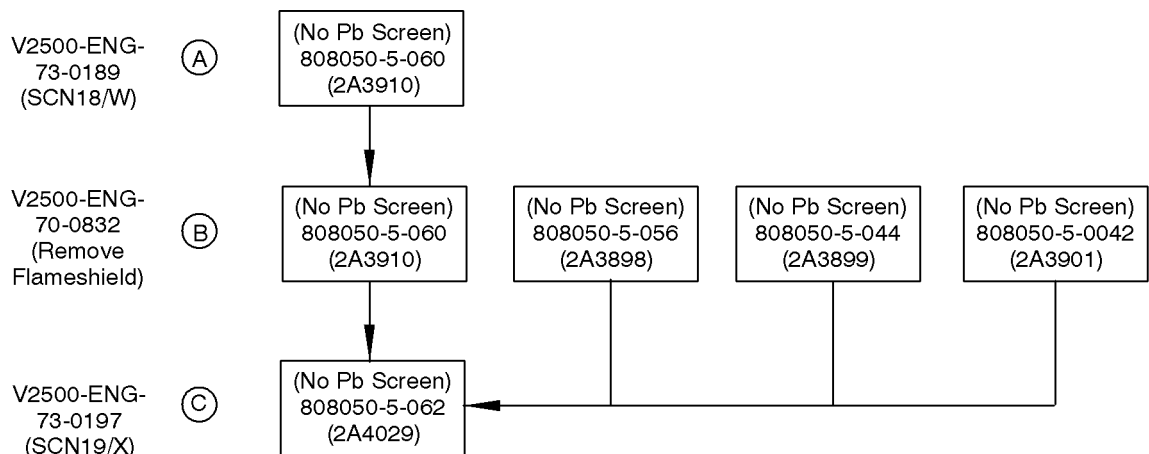 V2500-ENG-
73-0189
(SCN18/W)
A
(No Pb Screen)
808050-5-060
(2A3910)
V2500-ENG-
70-0832
(Remove
Flameshield)
B
(No Pb Screen)
808050-5-060
(2A3910)
(No Pb Screen)
808050-5-056
(2A3898)
(No Pb Screen)
808050-5-044
(2A3899)
(No Pb Screen)
808050-5-0042
(2A3901)
V2500-ENG-
73-0197
(SCN19/X)
C
(No Pb Screen)
808050-5-062
(2A4029)